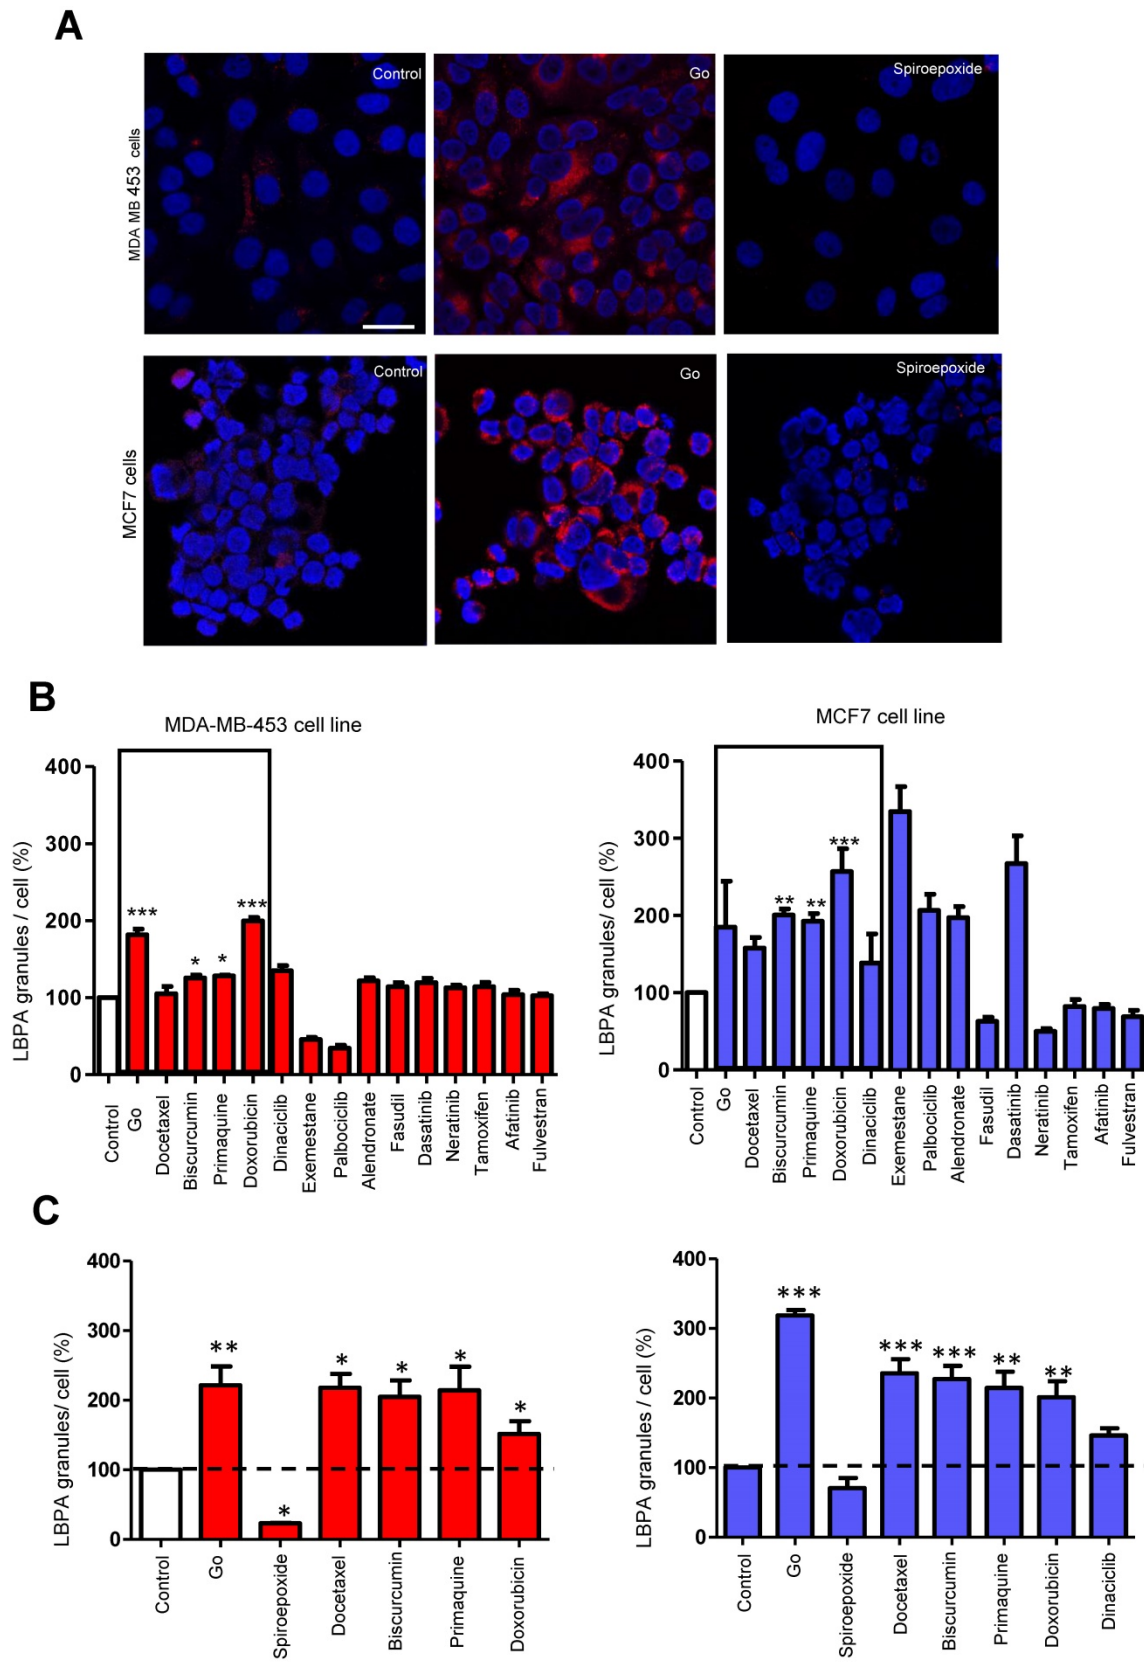 A
Control
Go
Spiroepoxide
MDA MB 453 cells
Control
Go
Spiroepoxide
MCF7 cells
B
MDA-MB-453 cell line
LBPA granules / cell (%)
400
300
200
100
0
***
*
*
***
Control
Go
Docetaxel
Biscurcumin
Primaquine
Doxorubicin
Dinaciclib
Exemestane
Palbociclib
Alendronate
Fasudil
Dasatinib
Neratinib
Tamoxifen
Afatinib
Fulvestran
MCF7 cell line
LBPA granules/ cell (%)
400
300
200
100
0
**
**
***
Control
Go
Docetaxel
Biscurcumin
Primaquine
Doxorubicin
Dinaciclib
Exemestane
Palbociclib
Alendronate
Fasudil
Dasatinib
Neratinib
Tamoxifen
Afatinib
Fulvestran
C
LBPA granules/ cell (%)
400
300
200
100
0
**
*
*
*
*
*
Control
Go
Spiroepoxide
Docetaxel
Biscurcumin
Primaquine
Doxorubicin
LBPA granules / cell (%)
400
300
200
100
0
***
***
***
**
**
Control
Go
Spiroepoxide
Docetaxel
Biscurcumin
Primaquine
Doxorubicin
Dinaciclib